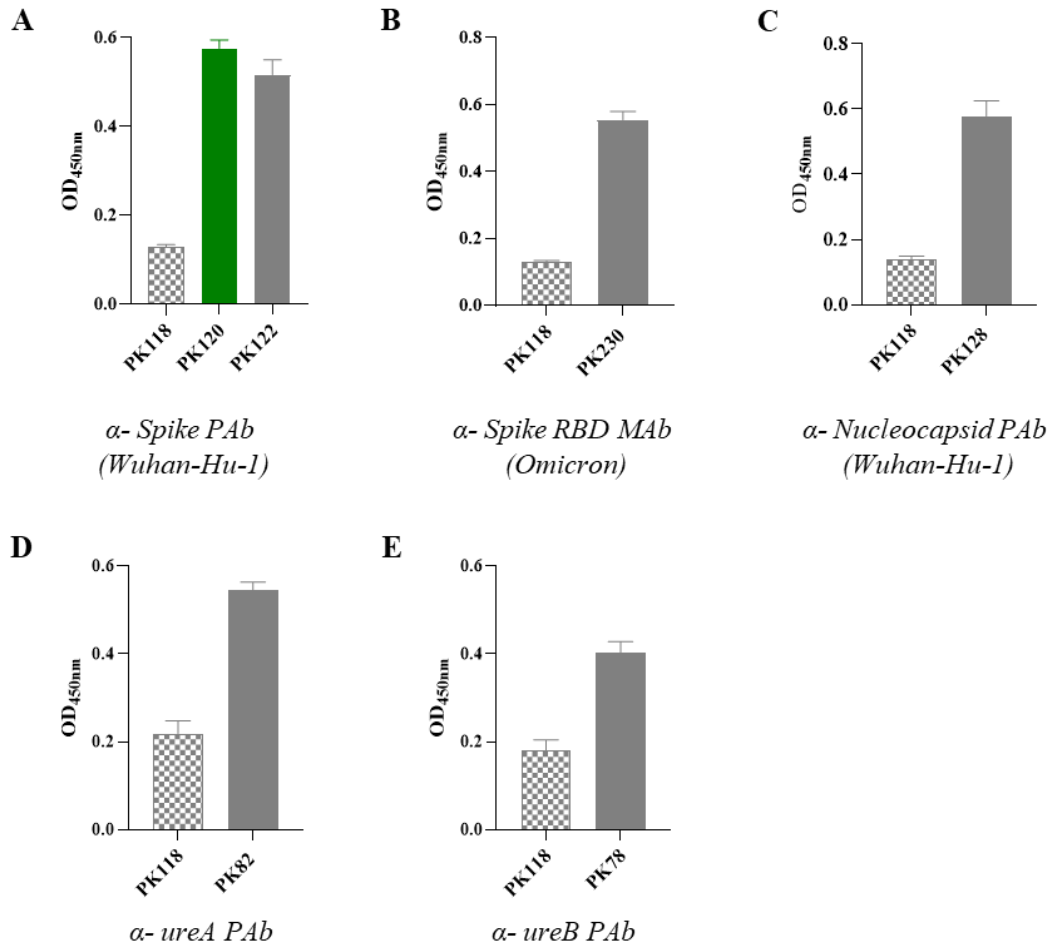 A
OD450nm
0.6
0.4
0.2
0.0
PK118
PK120
PK122
α- Spike PAb
(Wuhan-Hu-1)
B
OD450nm
0.8
0.6
0.4
0.2
0.0
PK118
PK230
α- Spike RBD MAb
(Omicron)
C
OD450nm
0.8
0.6
0.4
0.2
0.0
PK118
PK128
α- Nucleocapsid PAb
(Wuhan-Hu-1)
D
OD450nm
0.6
0.4
0.2
0.0
PK118
PK82
α- ureA PAb
E
OD450nm
0.6
0.4
0.2
0.0
PK118
PK78
α- ureB PAb